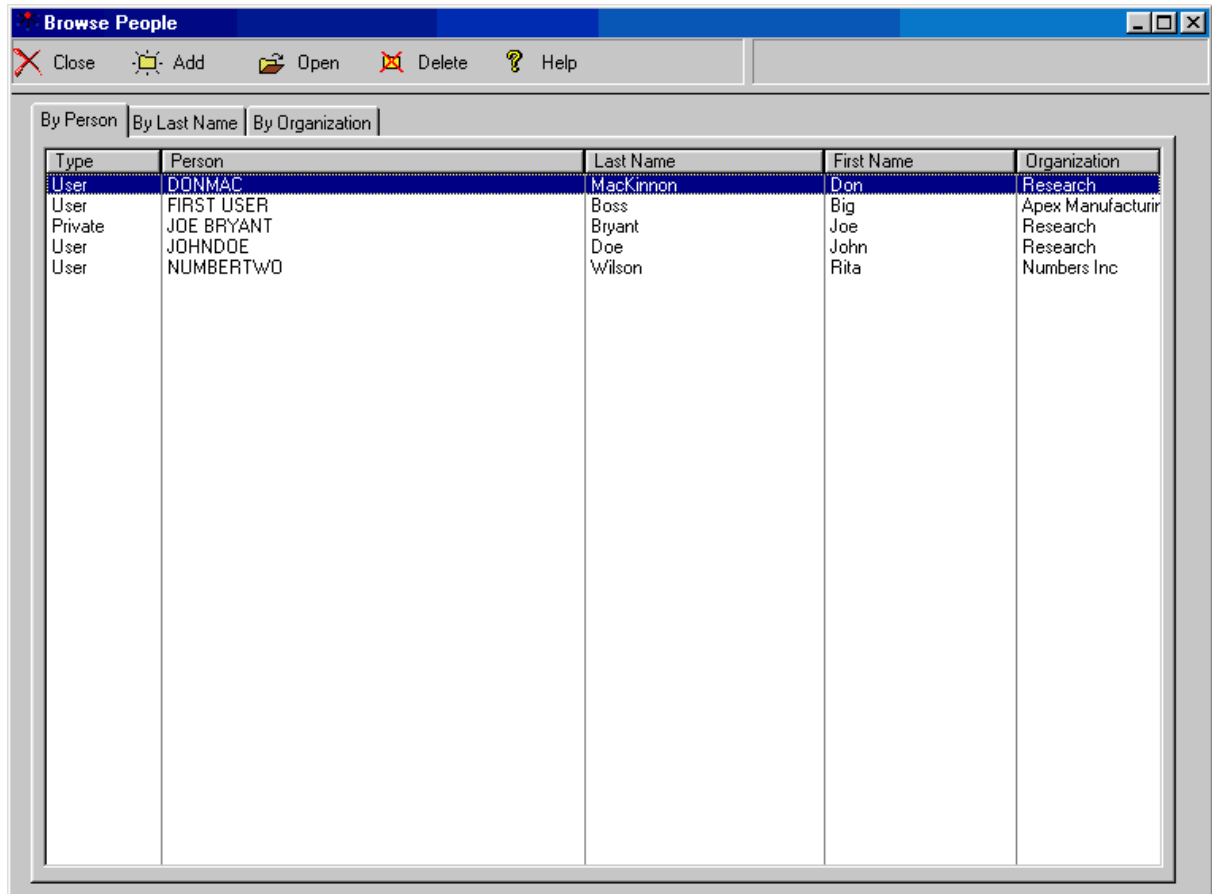 Browse People
Close Add Open Delete Help
By Person By Last Name By Organization
Type Person Last Name First Name Organization
User DONMAC MacKinnon Don Research
User FIRST USER Boss Big Apex Manufacturin
Private JOE BRYANT Bryant Joe Research
User JOHNDOE Doe John Research
User NUMBERTWO Wilson Rita Numbers Inc